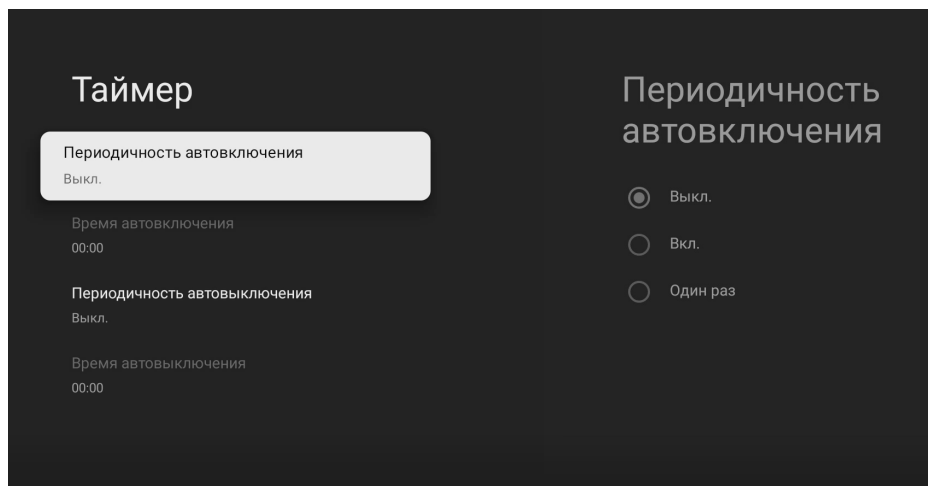 Таймер
Периодичность автовключения
Выкл.
Время автовключения
00:00
Периодичность автовыключения
Выкл.
Время автовыключения
00:00
Периодичность
автовключения
Выкл.
Вкл.
Один раз